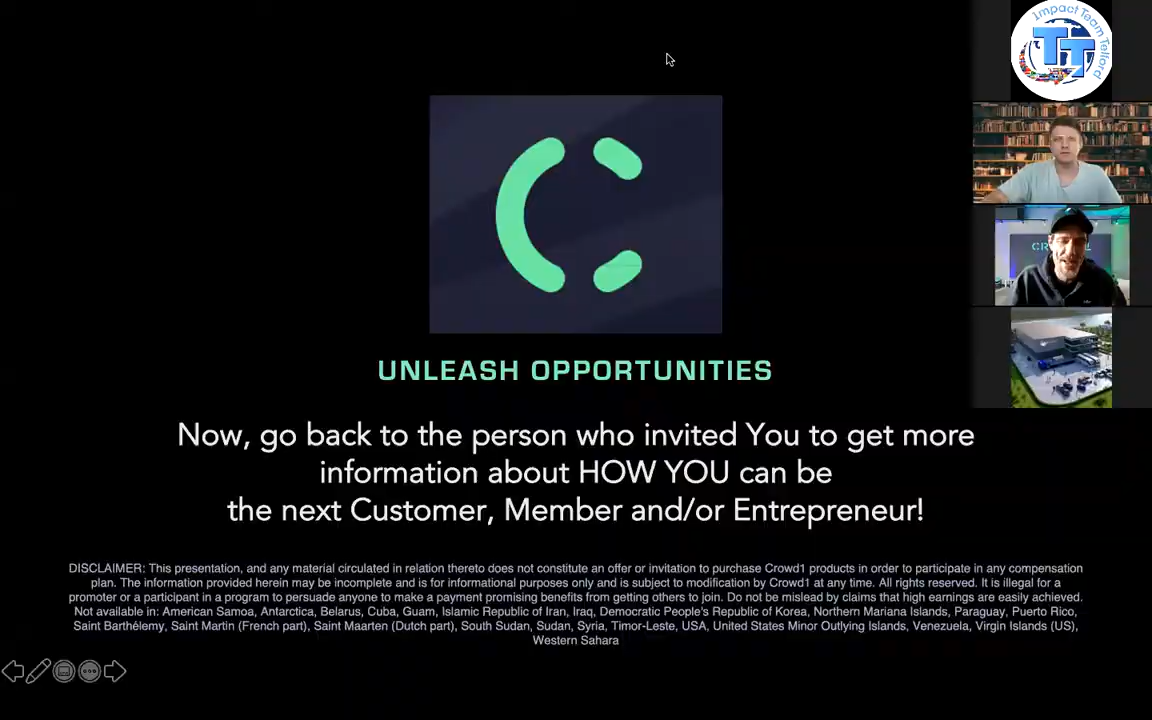 Impact Team Telford
TT
UNLEASH OPPORTUNITIES
Now, go back to the person who invited You to get more
information about HOW YOU can be
the next Customer, Member and/or Entrepreneur!
DISCLAIMER: This presentation, and any material circulated in relation thereto does not constitute an offer or invitation to purchase Crowd1 products in order to participate in any compensation
plan. The information provided herein may be incomplete and is for informational purposes only and is subject to modification by Crowd1 at any time. All rights reserved. It is illegal for a
promoter or a participant in a program to persuade anyone to make a payment promising benefits from getting others to join. Do not be mislead by claims that high earnings are easily achieved.
Not available in: American Samoa, Antarctica, Belarus, Cuba, Guam, Islamic Republic of Iran, Iraq, Democratic People's Republic of Korea, Northern Mariana Islands, Paraguay, Puerto Rico,
Saint Barthélemy, Saint Martin (French part), Saint Maarten (Dutch part), South Sudan, Sudan, Syria, Timor-Leste, USA, United States Minor Outlying Islands, Venezuela, Virgin Islands (US),
Western Sahara